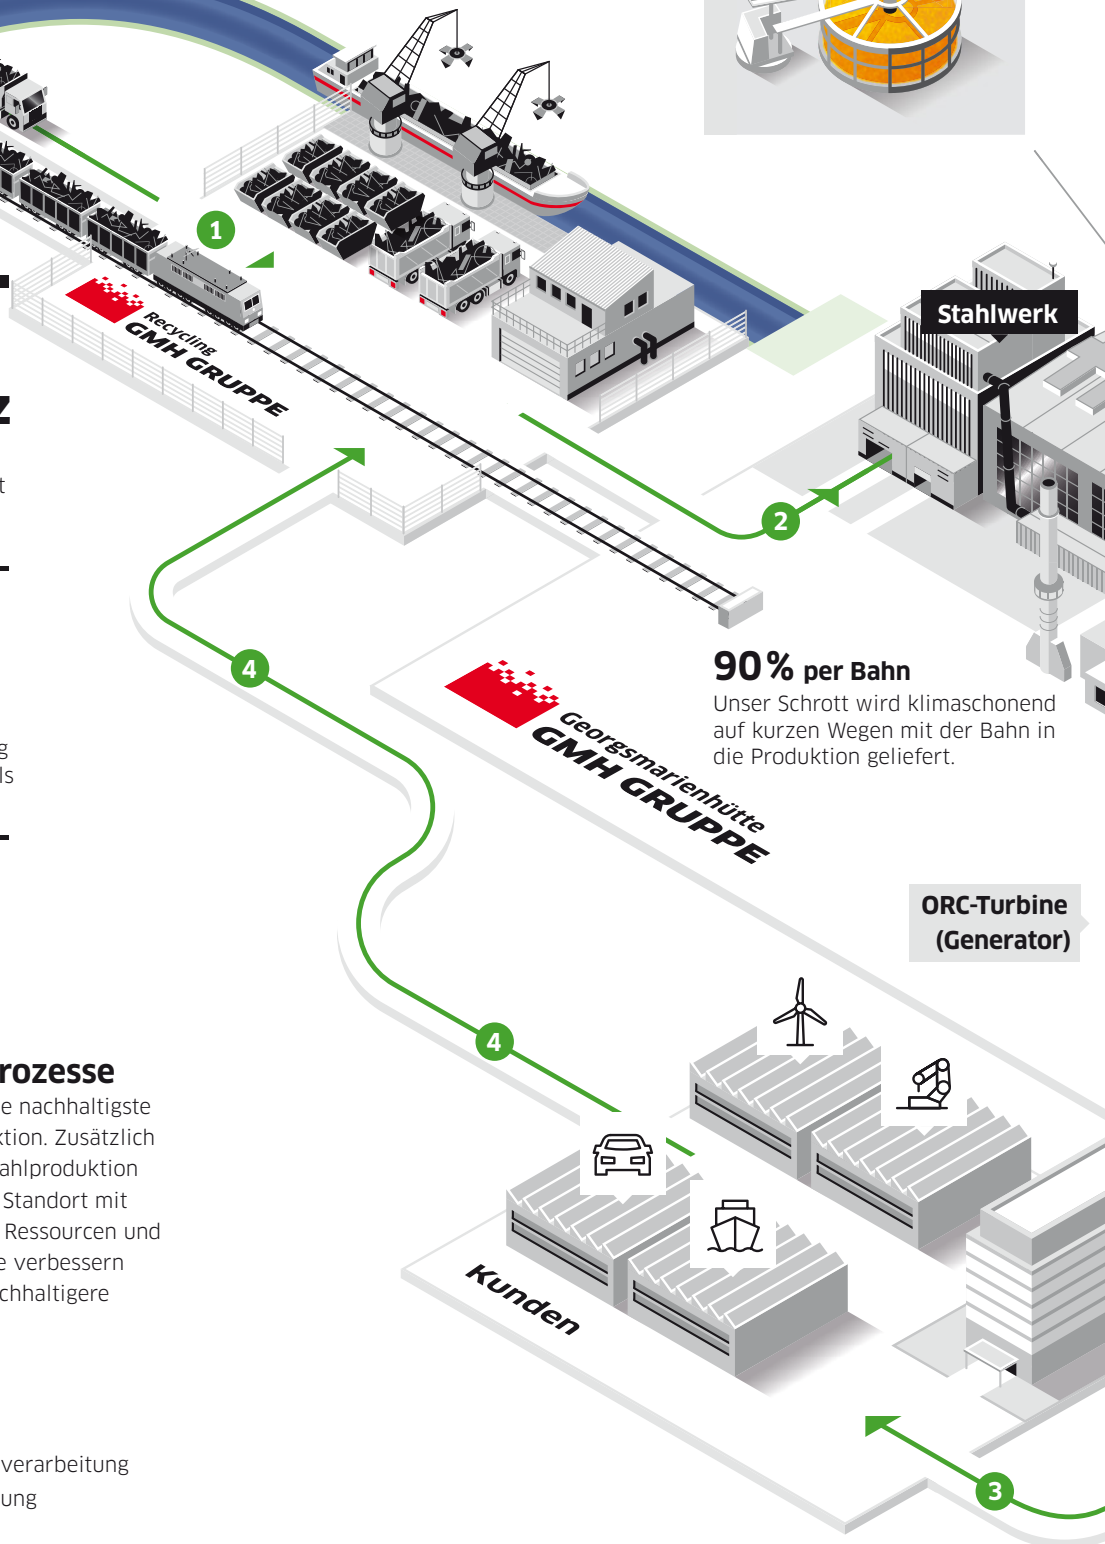 Stahlwerk
1
Recycling
GMH GRUPPE
z
t
2
4
90% per Bahn
Unser Schrott wird klimaschonend
auf kurzen Wegen mit der Bahn in
die Produktion geliefert.
Georgsmarienhütte
GMH GRUPPE
g
ls
ORC-Turbine
(Generator)
4
rozesse
e nachhaltigste
ktion. Zusätzlich
ahlproduktion
Standort mit
Ressourcen und
e verbessern
chhaltigere
Kunden
verarbeitung
ung
3